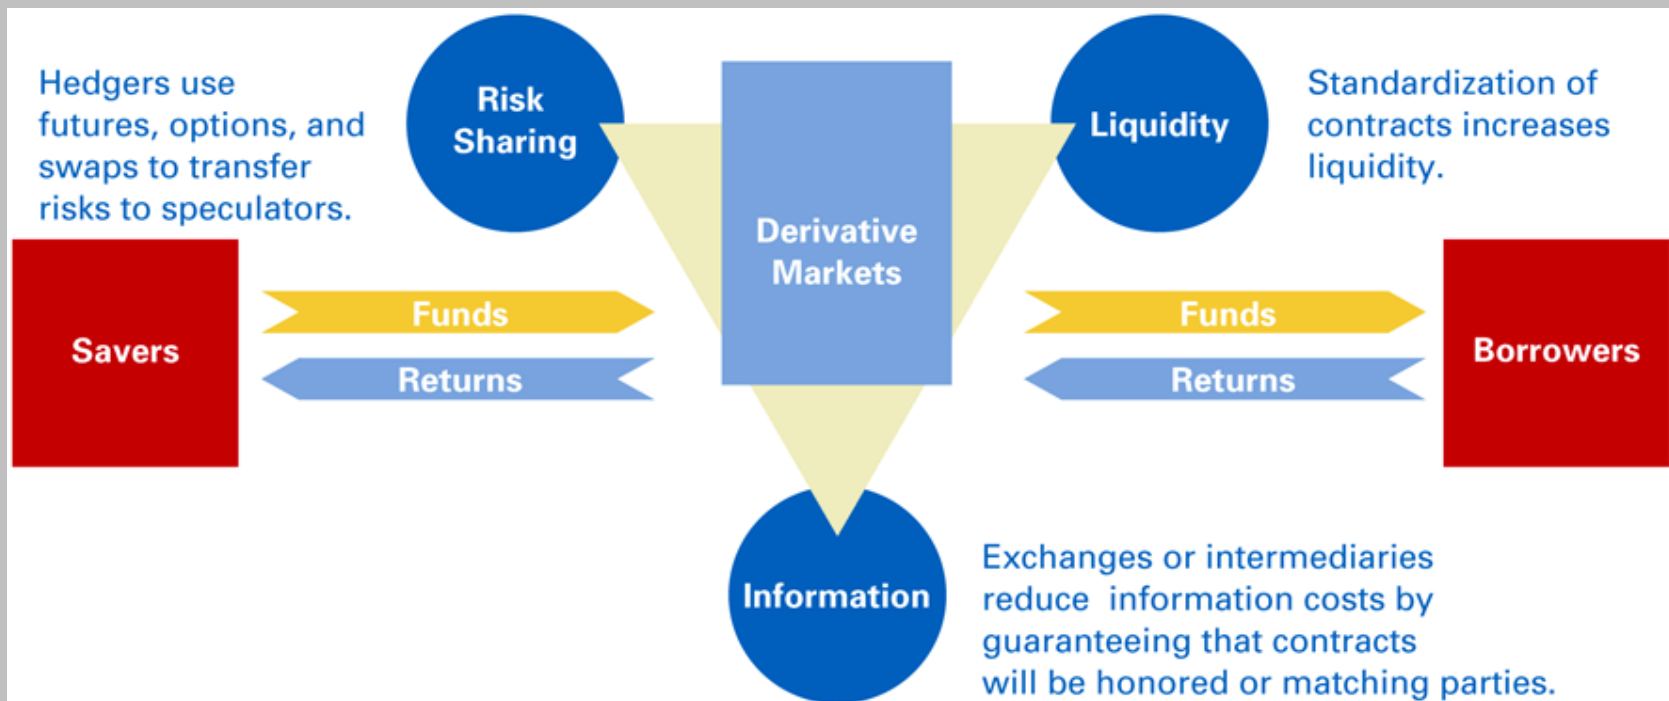 Hedgers use
futures, options, and
swaps to transfer
risks to speculators.
Risk
Sharing
Derivative
Markets
Liquidity
Standardization of
contracts increases
liquidity.
Savers
Funds
Returns
Funds
Returns
Borrowers
Information
Exchanges or intermediaries
reduce information costs by
guaranteeing that contracts
will be honored or matching parties.